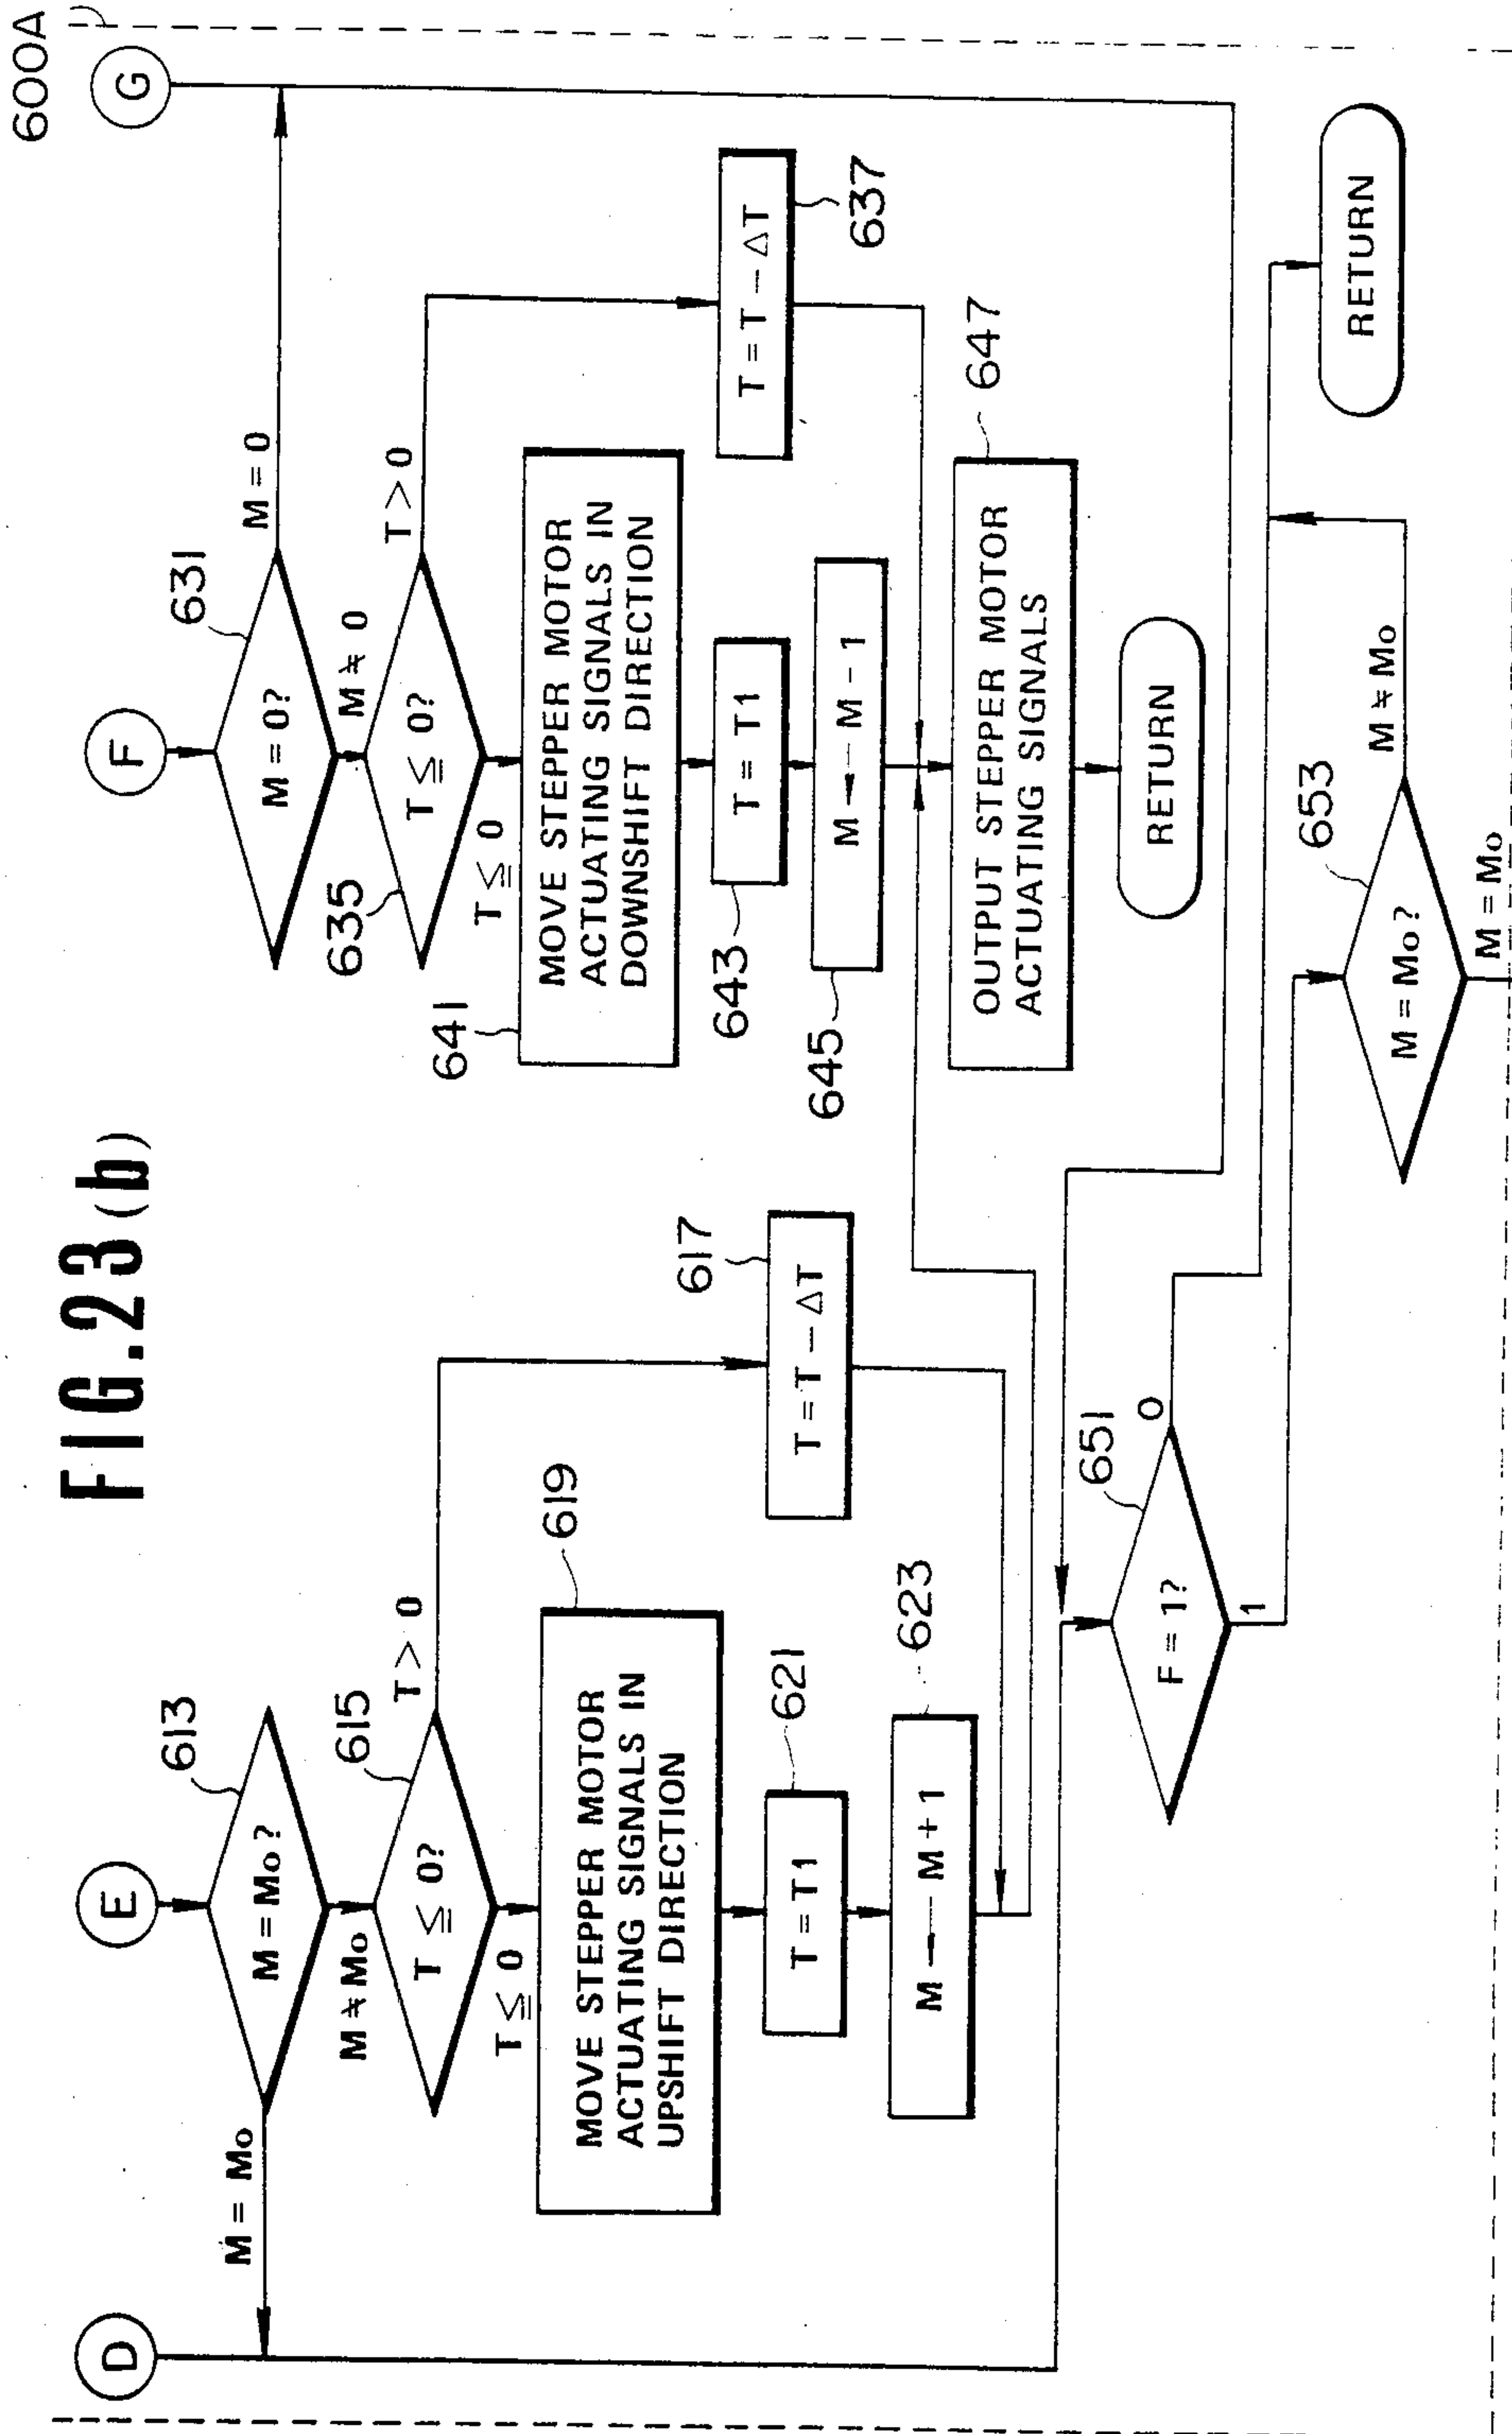 FIG.23(b)
600A
D
E
F
G
M = Mo
613
M = Mo?
M ≠ Mo
615
T ≦ 0?
T > 0
T ≦ 0
619
MOVE STEPPER MOTOR
ACTUATING SIGNALS IN
UPSHIFT DIRECTION
617
T = T − ΔT
621
T = T1
623
M ← M + 1
631
M = 0?
M = 0
M ≠ 0
635
T ≦ 0?
T > 0
T ≦ 0
641
MOVE STEPPER MOTOR
ACTUATING SIGNALS IN
DOWNSHIFT DIRECTION
637
T = T − ΔT
643
T = T1
645
M ← M − 1
647
OUTPUT STEPPER MOTOR
ACTUATING SIGNALS
RETURN
651
F = 1?
0
1
653
M = Mo?
M ≠ Mo
M = Mo
RETURN